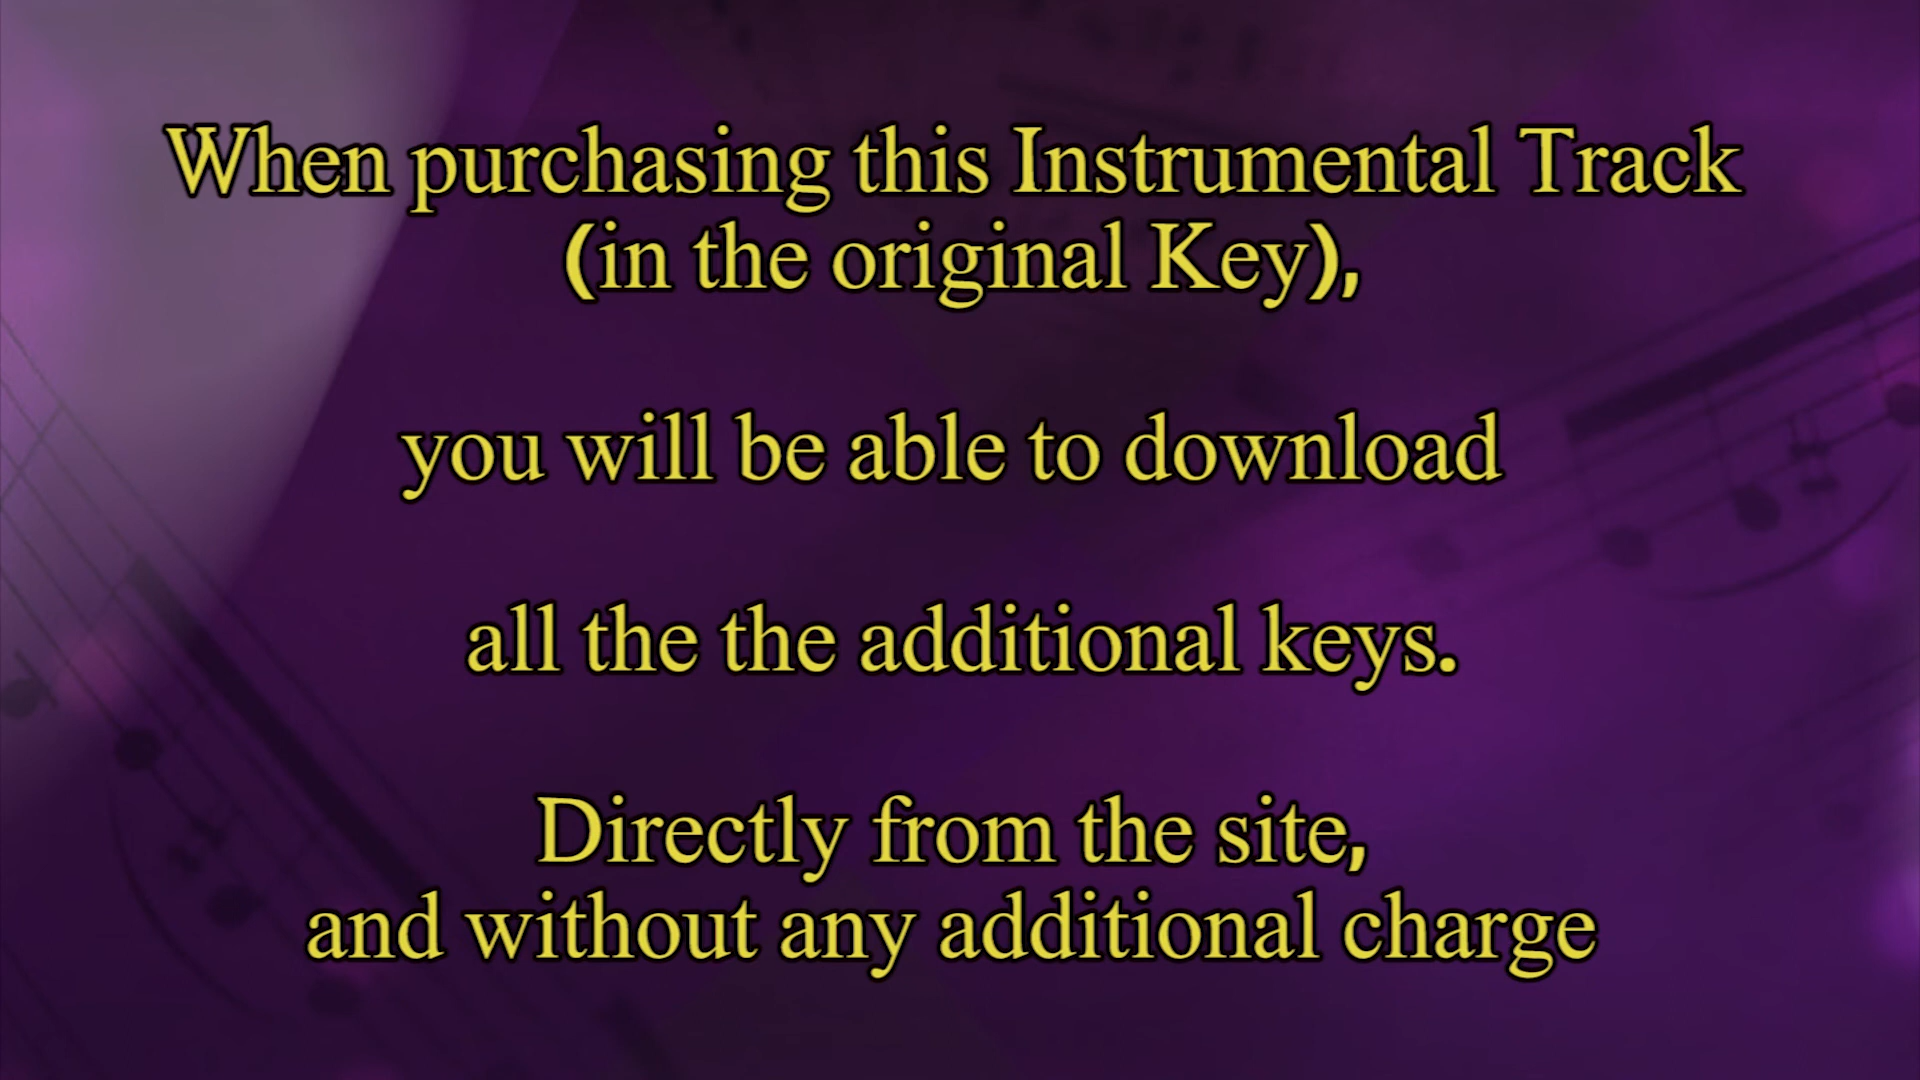 When purchasing this Instrumental Track
(in the original Key),
you will be able to download
all the the additional keys.
Directly from the site,
and without any additional charge